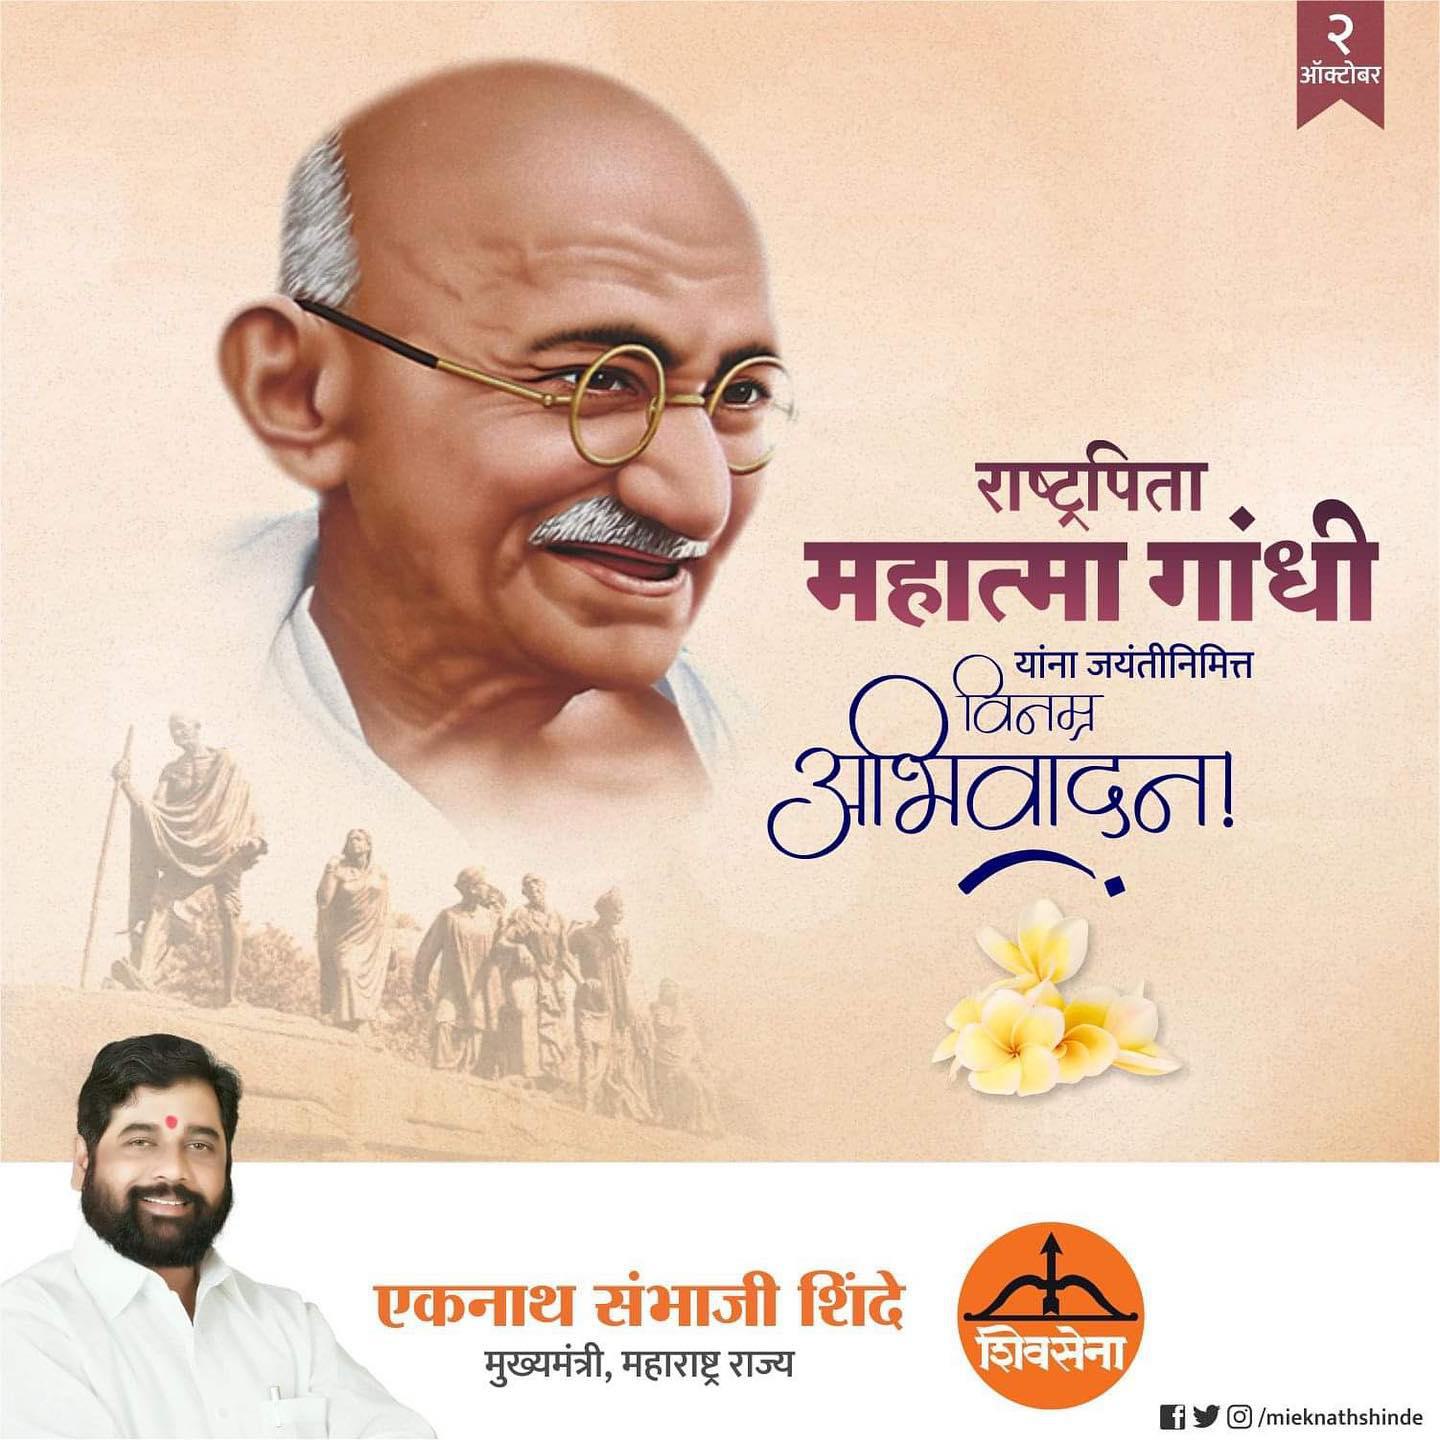 २
ऑक्टोबर
राष्ट्रपिता
महात्मा गांधी
यांना जयंतीनिमित्त
विनम्र
अभिवादन!
एकनाथ संभाजी शिंदे
मुख्यमंत्री, महाराष्ट्र राज्य
शिवसेना
/mieknathshinde